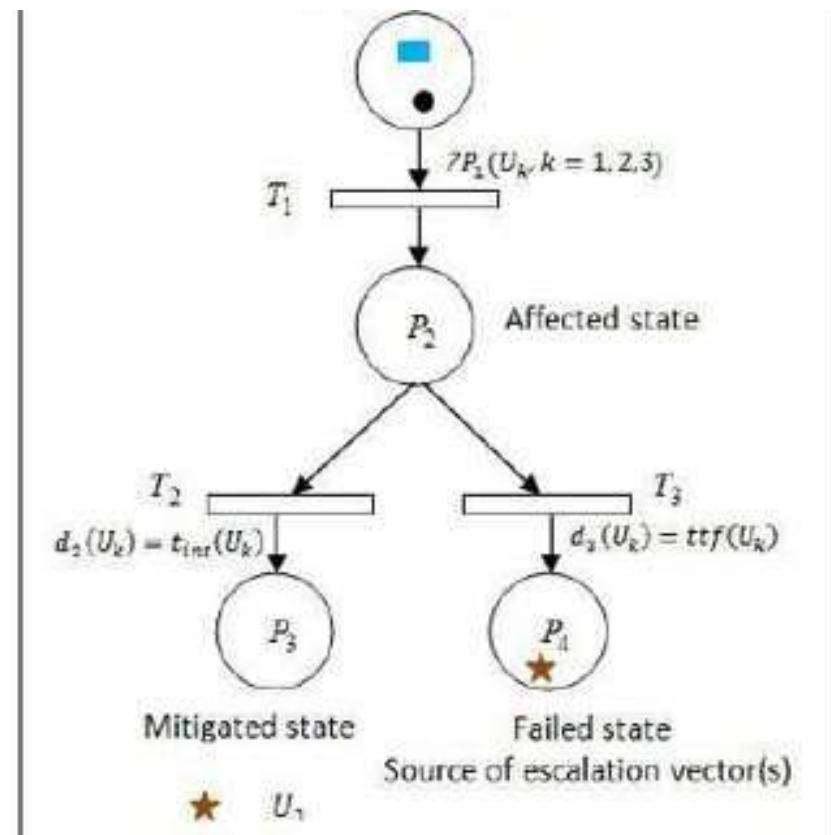 ?P₁(Uₖ, k = 1,2,3)
T₁
P₂ Affected state
T₂ T₃
d₂(Uₖ) = tᵢₙₜ(Uₖ) d₃(Uₖ) = ttf(Uₖ)
P₃ P₄
Mitigated state Failed state
Source of escalation vector(s)